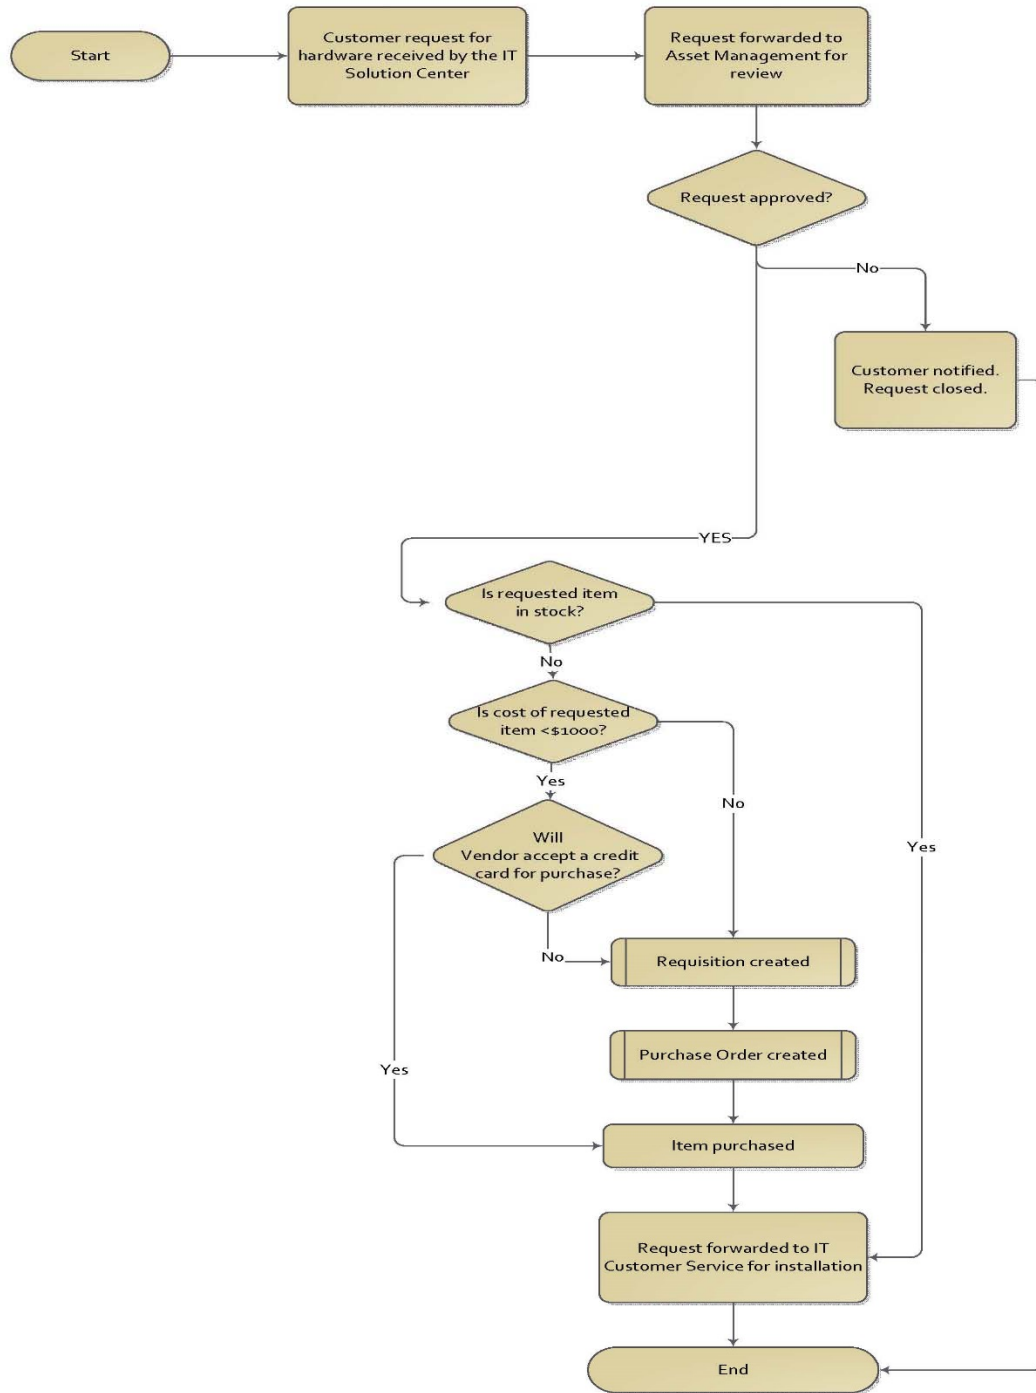 Start
Customer request for
hardware received by the IT
Solution Center
Request forwarded to
Asset Management for
review
Request approved?
No
Customer notified.
Request closed.
YES
Is requested item
in stock?
No
Is cost of requested
item <$1000?
Yes
No
Yes
Will
Vendor accept a credit
card for purchase?
No
Requisition created
Purchase Order created
Yes
Item purchased
Request forwarded to IT
Customer Service for installation
End